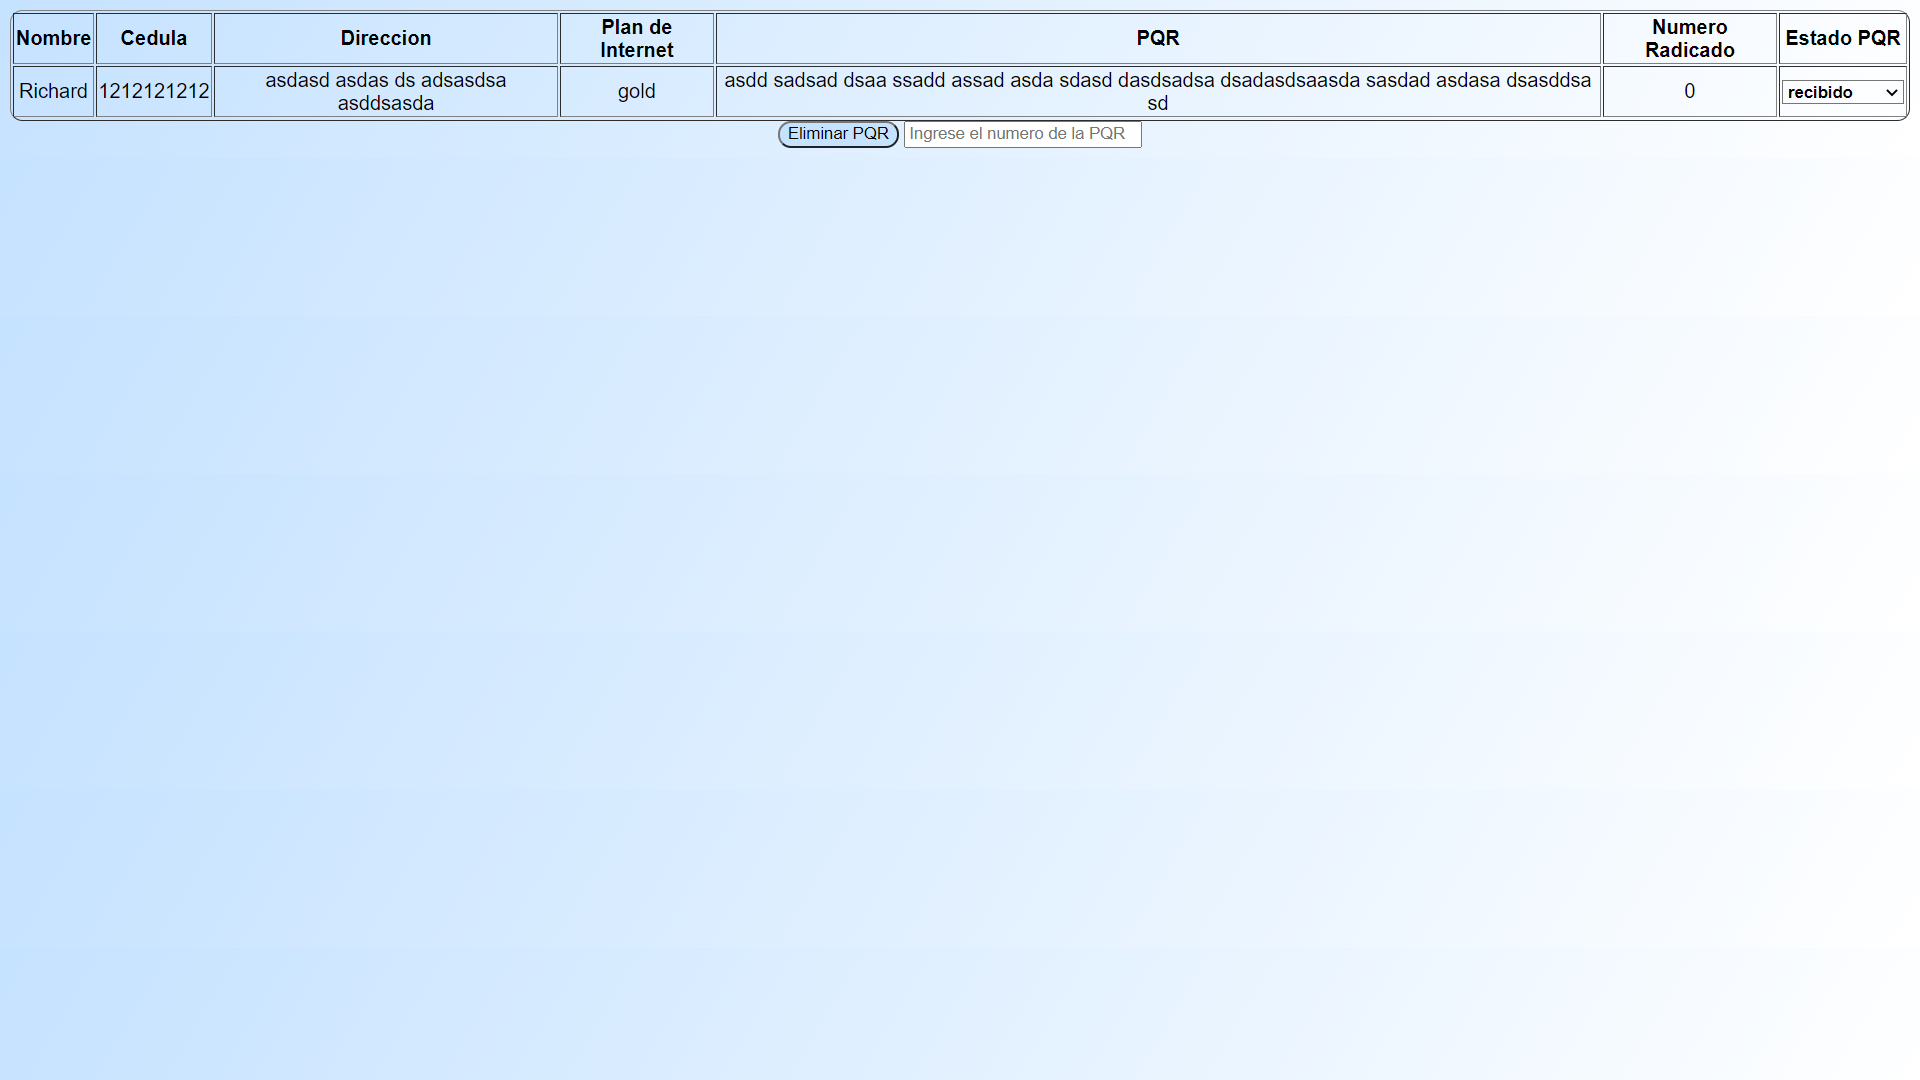 Nombre Cedula Direccion Plan de Internet PQR Numero Radicado Estado PQR
Richard 1212121212 asdasd asdas ds adsasdsa asddsasda gold asdd sadsad dsaa ssadd assad asda sdasd dasdsadsa dsadasdsaasda sasdad asdasa dsasddsa sd 0 recibido
Eliminar PQR Ingrese el numero de la PQR